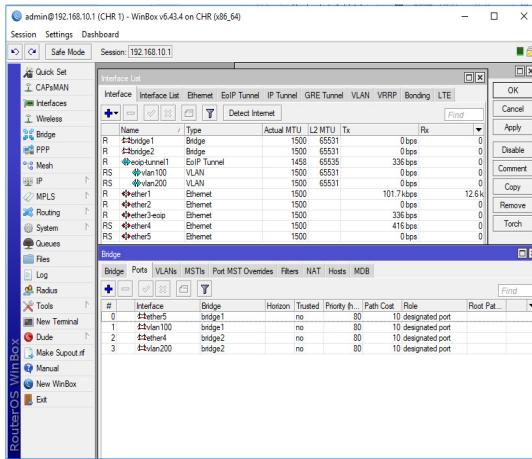 admin@192.168.10.1 (CHR 1) - WinBox v6.43.4 on CHR (x86_64)
Session Settings Dashboard
Safe Mode Session: 192.168.10.1
Quick Set
CAPsMAN
Interfaces
Wireless
Bridge
PPP
Mesh
IP
MPLS
Routing
System
Queues
Files
Log
Radius
Tools
New Terminal
Dude
Make Supout.rif
Manual
New WinBox
Exit
RouterOS WinBox
Interface List
Interface Interface List Ethernet EoIP Tunnel IP Tunnel GRE Tunnel VLAN VRRP Bonding LTE
Detect Internet Find
Name / Type Actual MTU L2 MTU Tx Rx
R bridge1 Bridge 1500 65531 0 bps 0
R bridge2 Bridge 1500 65531 0 bps 0
R eoip-tunnel1 EoIP Tunnel 1458 65535 336 bps 0
RS vlan100 VLAN 1500 65531 0 bps 0
RS vlan200 VLAN 1500 65531 0 bps 0
R ether1 Ethernet 1500 101.7 kbps 12.6 k
R ether2 Ethernet 1500 0 bps 0
R ether3-eoip Ethernet 1500 336 bps 0
RS ether4 Ethernet 1500 416 bps 0
RS ether5 Ethernet 1500 0 bps 0
OK
Cancel
Apply
Disable
Comment
Copy
Remove
Torch
Bridge
Bridge Ports VLANs MSTIs Port MST Overrides Filters NAT Hosts MDB
Find
# Interface Bridge Horizon Trusted Priority (h... Path Cost Role Root Pat...
0 ether5 bridge1 no 80 10 designated port
1 vlan100 bridge1 no 80 10 designated port
2 ether4 bridge2 no 80 10 designated port
3 vlan200 bridge2 no 80 10 designated port